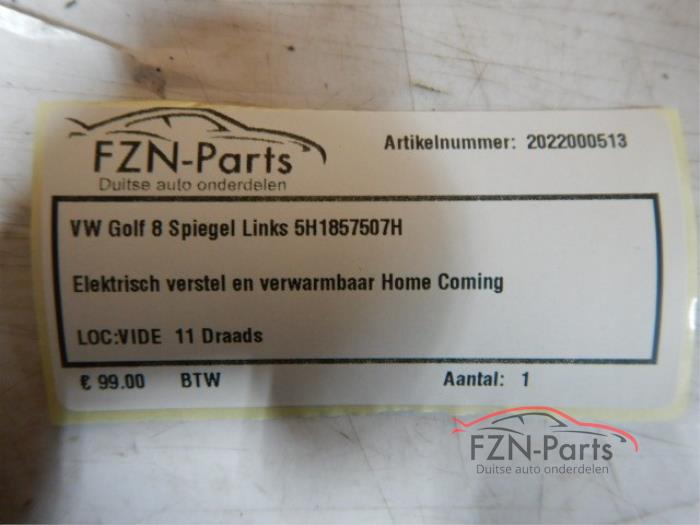 FZN-Parts
Duitse auto onderdelen
Artikelnummer: 2022000513
VW Golf 8 Spiegel Links 5H1857507H
Elektrisch verstel en verwarmbaar Home Coming
LOC:VIDE 11 Draads
€ 99.00 BTW Aantal: 1
FZN-Parts
Duitse auto onderdelen